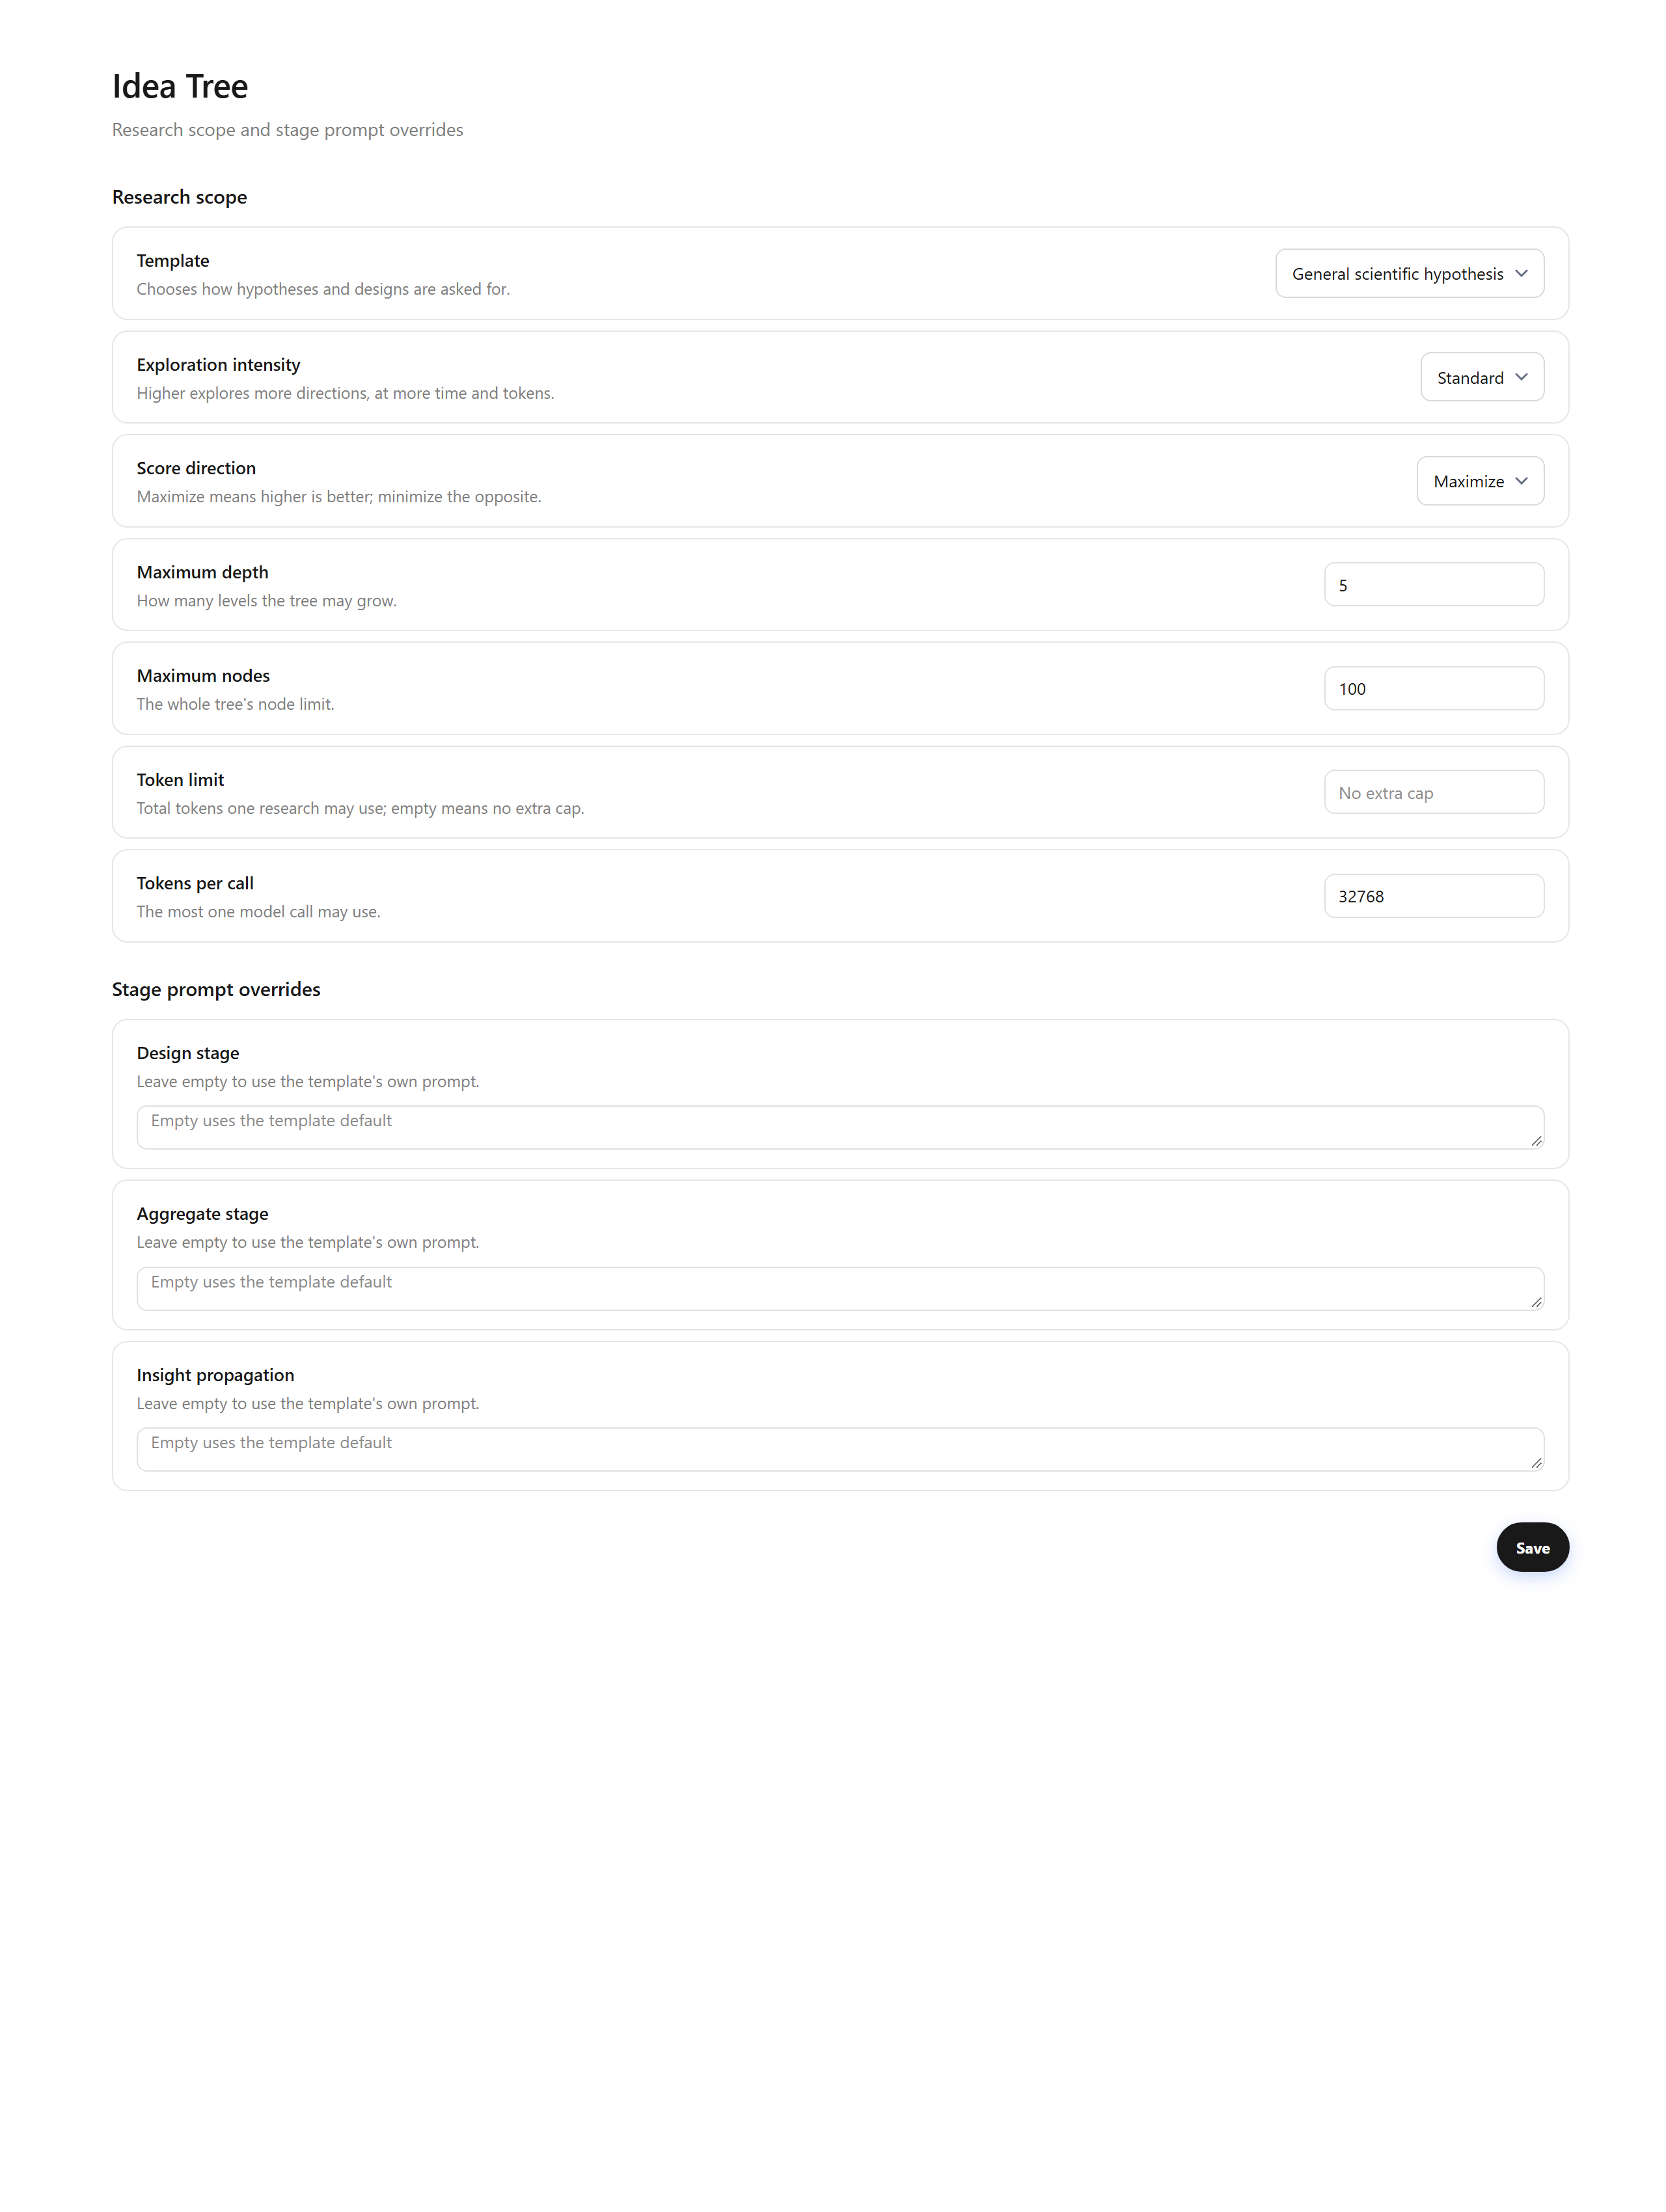 Idea Tree
Research scope and stage prompt overrides
Research scope
Template
Chooses how hypotheses and designs are asked for.
General scientific hypothesis
Exploration intensity
Higher explores more directions, at more time and tokens.
Standard
Score direction
Maximize means higher is better; minimize the opposite.
Maximize
Maximum depth
How many levels the tree may grow.
5
Maximum nodes
The whole tree's node limit.
100
Token limit
Total tokens one research may use; empty means no extra cap.
No extra cap
Tokens per call
The most one model call may use.
32768
Stage prompt overrides
Design stage
Leave empty to use the template's own prompt.
Empty uses the template default
Aggregate stage
Leave empty to use the template's own prompt.
Empty uses the template default
Insight propagation
Leave empty to use the template's own prompt.
Empty uses the template default
Save